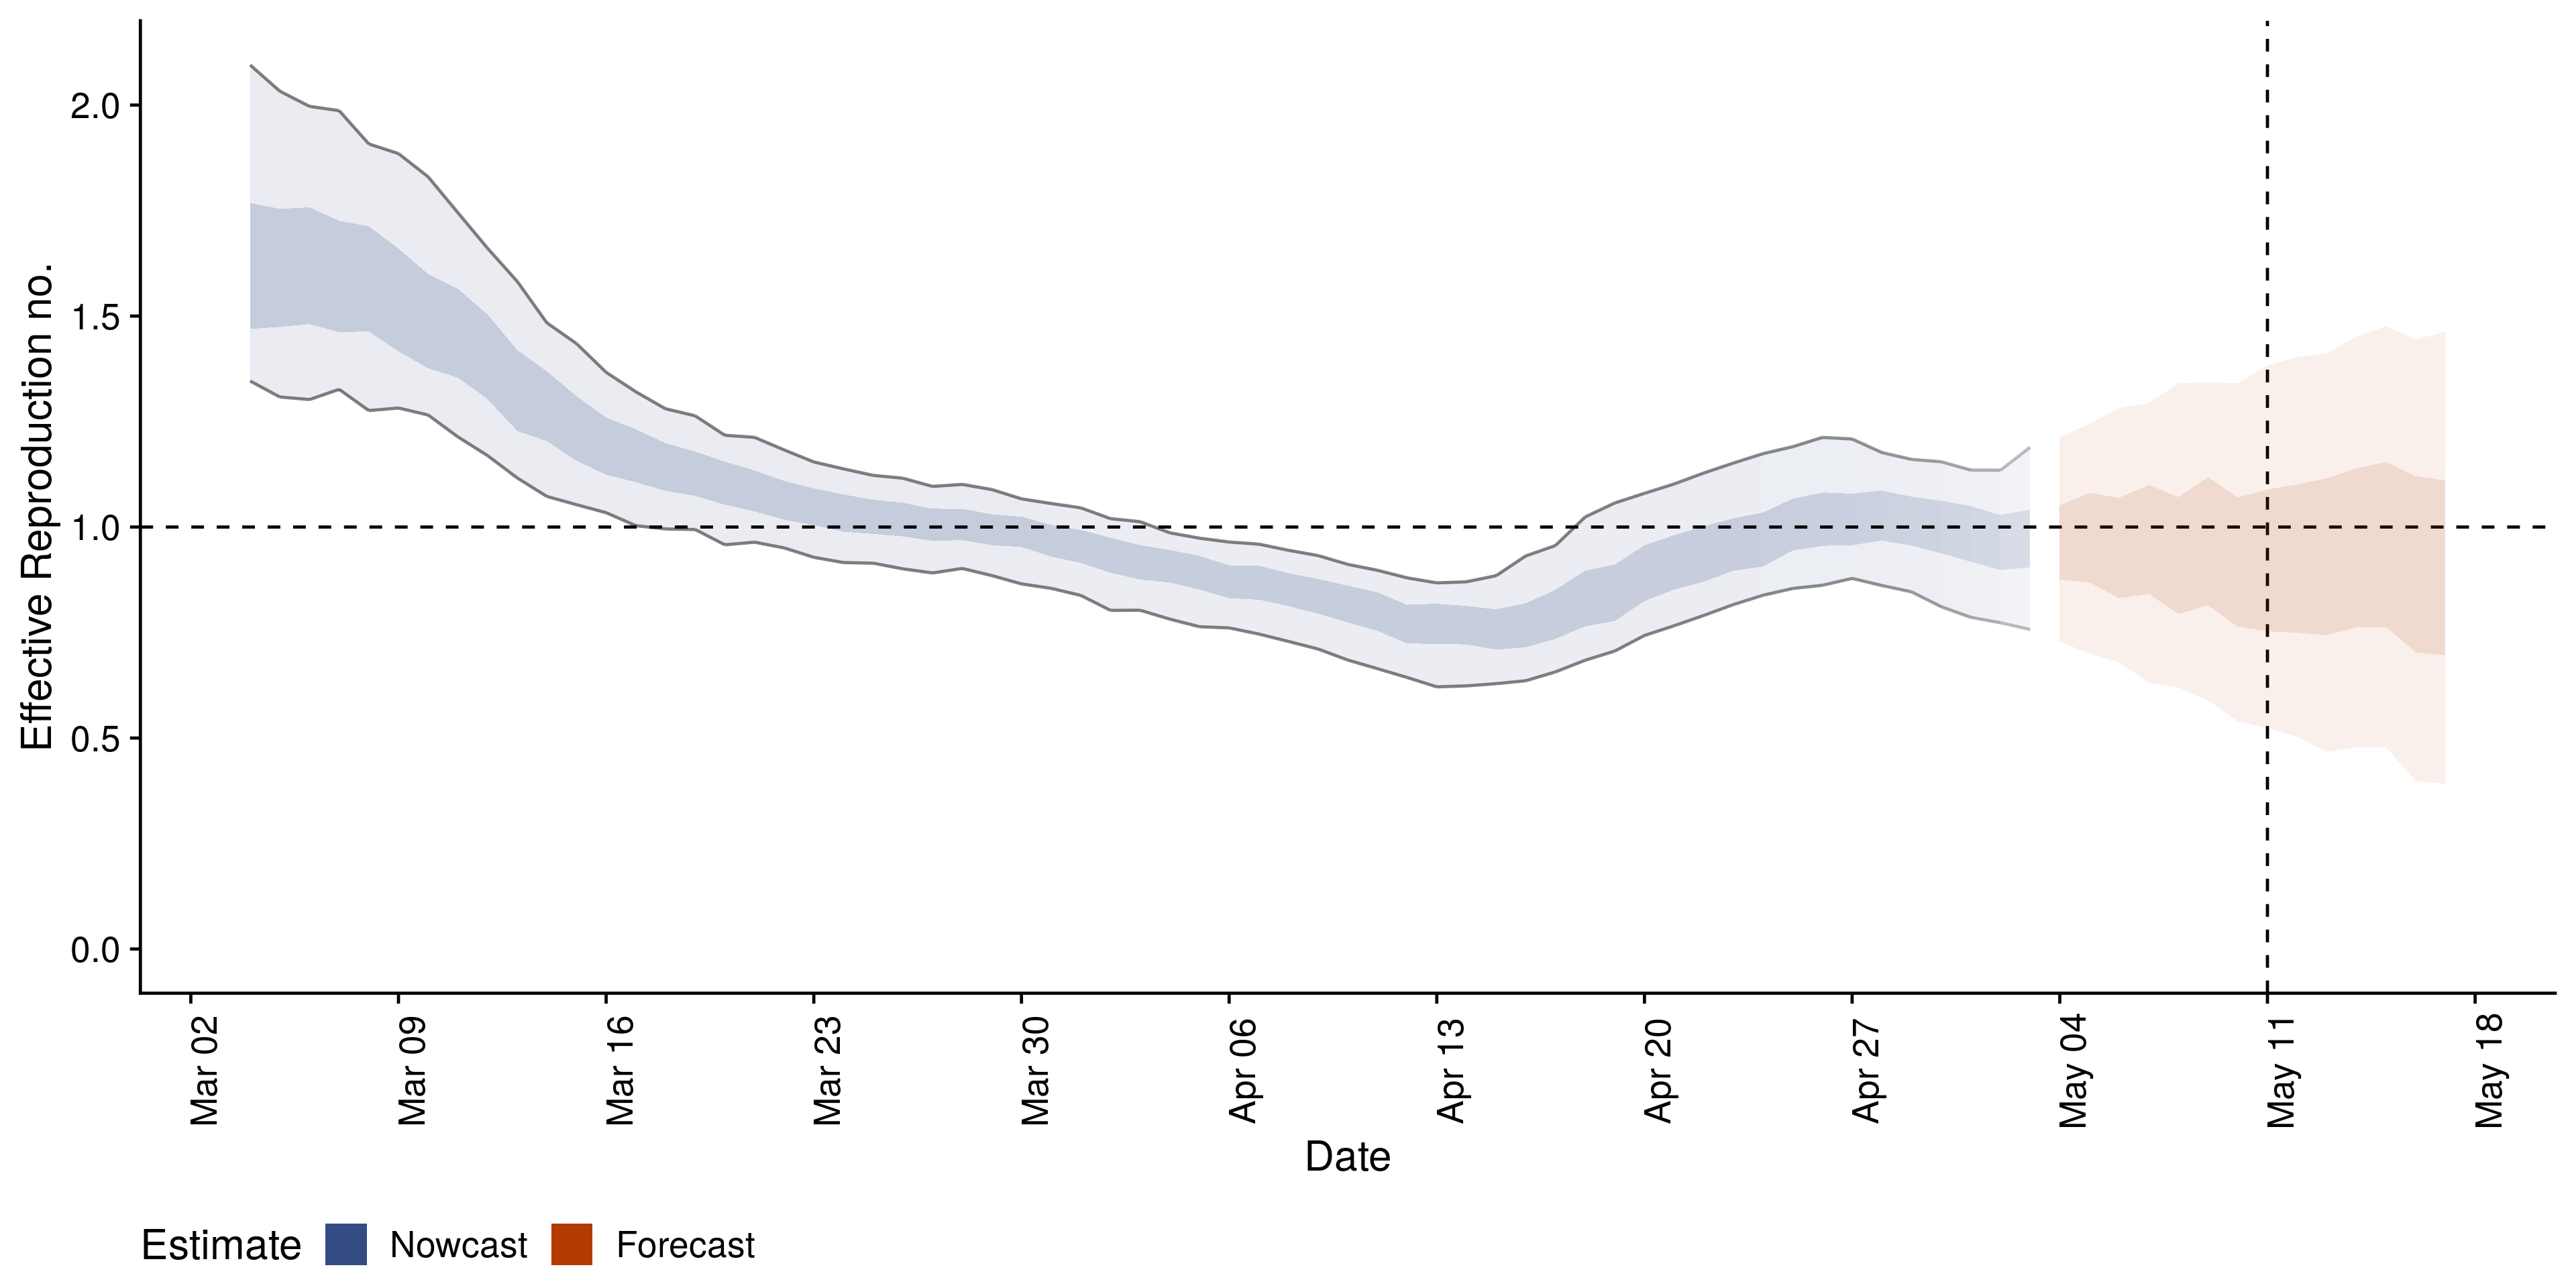 Effective Reproduction no.
2.0
1.5
1.0
0.5
0.0
Mar 02
Mar 09
Mar 16
Mar 23
Mar 30
Apr 06
Apr 13
Apr 20
Apr 27
May 04
May 11
May 18
Date
Estimate Nowcast Forecast